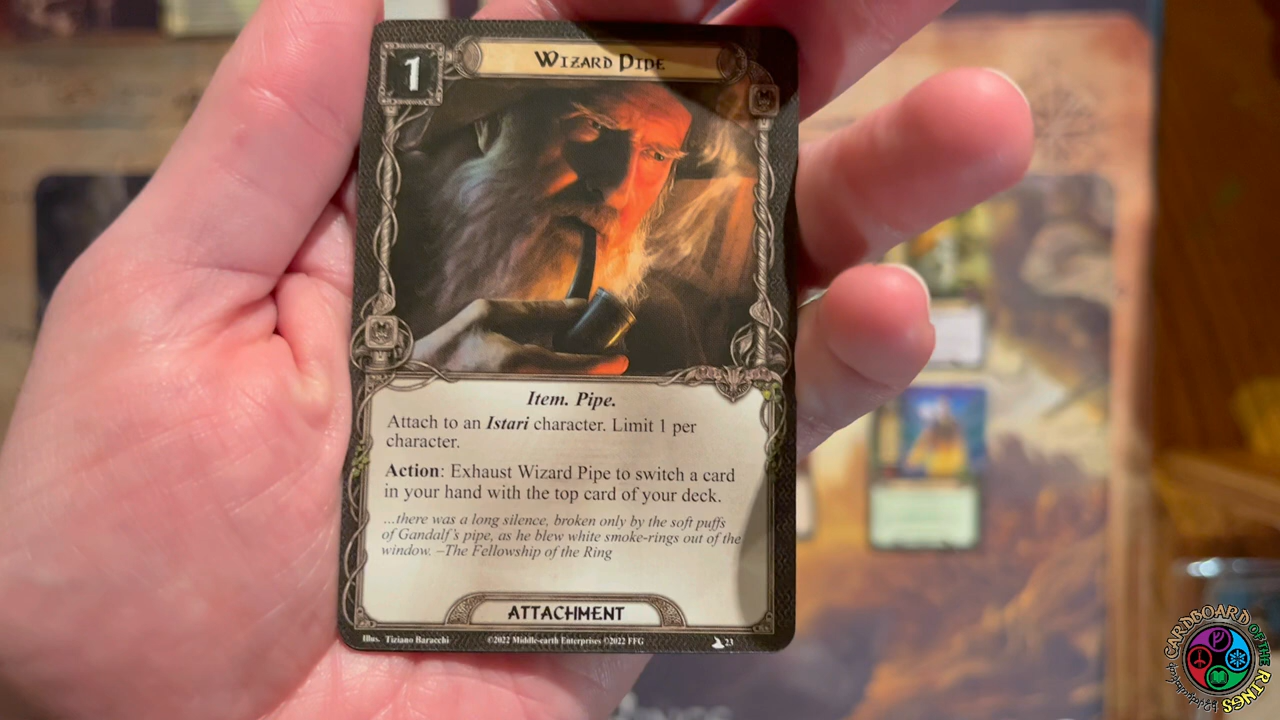 WIZARD PIPE
1
Item. Pipe.
Attach to an Istari character. Limit 1 per
character.
Action: Exhaust Wizard Pipe to switch a card
in your hand with the top card of your deck.
...there was a long silence, broken only by the soft puffs
of Gandalf's pipe, as he blew white smoke-rings out of the
window. –The Fellowship of the Ring
ATTACHMENT
Illus. Tiziano Baracchi ©2022 Middle-earth Enterprises ©2022 FFG 23
CARDBOARD OF THE RINGS